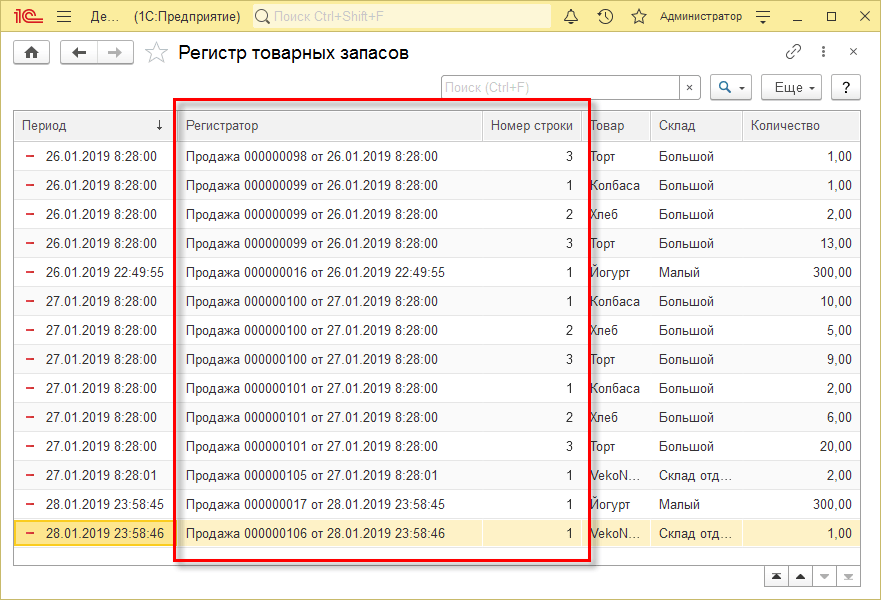 1С Де... (1С:Предприятие) Поиск Ctrl+Shift+F Администратор
Регистр товарных запасов
Поиск (Ctrl+F) × Еще ?
Период ↓ Регистратор Номер строки Товар Склад Количество
26.01.2019 8:28:00 Продажа 000000098 от 26.01.2019 8:28:00 3 Торт Большой 1,00
26.01.2019 8:28:00 Продажа 000000099 от 26.01.2019 8:28:00 1 Колбаса Большой 1,00
26.01.2019 8:28:00 Продажа 000000099 от 26.01.2019 8:28:00 2 Хлеб Большой 2,00
26.01.2019 8:28:00 Продажа 000000099 от 26.01.2019 8:28:00 3 Торт Большой 13,00
26.01.2019 22:49:55 Продажа 000000016 от 26.01.2019 22:49:55 1 Йогурт Малый 300,00
27.01.2019 8:28:00 Продажа 000000100 от 27.01.2019 8:28:00 1 Колбаса Большой 10,00
27.01.2019 8:28:00 Продажа 000000100 от 27.01.2019 8:28:00 2 Хлеб Большой 5,00
27.01.2019 8:28:00 Продажа 000000100 от 27.01.2019 8:28:00 3 Торт Большой 9,00
27.01.2019 8:28:00 Продажа 000000101 от 27.01.2019 8:28:00 1 Колбаса Большой 2,00
27.01.2019 8:28:00 Продажа 000000101 от 27.01.2019 8:28:00 2 Хлеб Большой 6,00
27.01.2019 8:28:00 Продажа 000000101 от 27.01.2019 8:28:00 3 Торт Большой 20,00
27.01.2019 8:28:01 Продажа 000000105 от 27.01.2019 8:28:01 1 VekoN... Склад отд... 2,00
28.01.2019 23:58:45 Продажа 000000017 от 28.01.2019 23:58:45 1 Йогурт Малый 300,00
28.01.2019 23:58:46 Продажа 000000106 от 28.01.2019 23:58:46 1 VekoN... Склад отд... 1,00